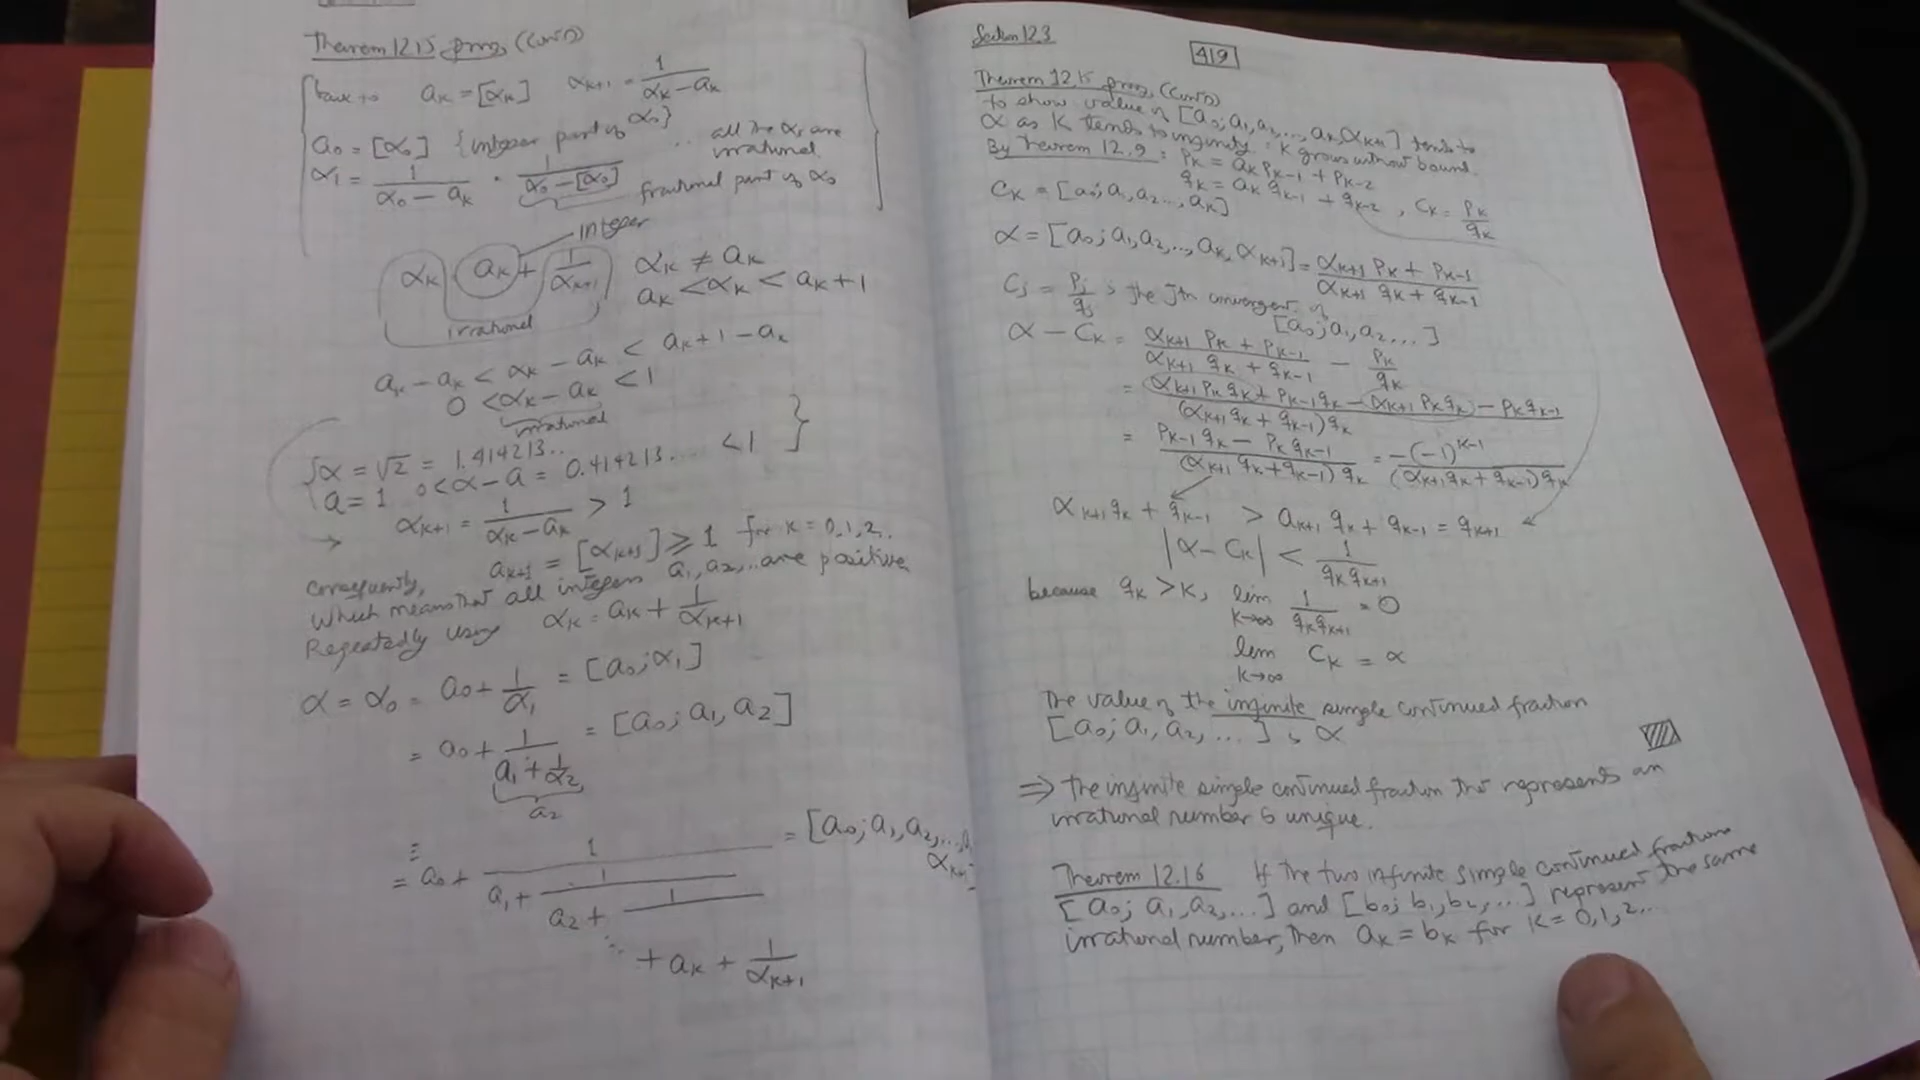 Theorem 12.15 proof (cont'd)
back to a_k = [α_k] α_{k+1} = 1/(α_k - a_k)
a_0 = [α_0] {integer part of α_0} .. all the α_s are
irrational.
α_1 = 1/(α_0 - a_k) · 1/(α_0 - [α_0]) fractional part of α_0
integer
α_k a_k + 1/α_{k+1} α_k ≠ a_k
a_k < α_k < a_k + 1
irrational
a_k - a_k < α_k - a_k < a_k + 1 - a_k
0 < α_k - a_k < 1
irrational
α = √2 = 1.414213..
a = 1 0 < α - a = 0.414213... < 1
→ α_{k+1} = 1/(α_k - a_k) > 1
Consequently, a_{k+1} = [α_{k+1}] ⩾ 1 for k = 0,1,2..
which means that all integers a_1, a_2, .. are positive
Repeatedly using α_k = a_k + 1/α_{k+1}
α = α_0 = a_0 + 1/α_1 = [a_0; α_1]
= a_0 + 1/(a_1 + 1/α_2) = [a_0; a_1, a_2]
a_2
⋮
= a_0 + 1/(a_1 + 1/(a_2 + 1/(⋱ + a_k + 1/α_{k+1}))) = [a_0; a_1, a_2, ...,
Section 12.3
419
Theorem 12.15 proof (cont'd)
to show value of [a_0; a_1, a_2, ..., a_k, α_{k+1}] tends to
α as k tends to infinity: k grows without bound.
By Theorem 12.9: p_k = a_k p_{k-1} + p_{k-2}
q_k = a_k q_{k-1} + q_{k-2}, C_k = p_k/q_k
C_k = [a_0; a_1, a_2 ..., a_k]
α = [a_0; a_1, a_2, .., a_k, α_{k+1}] = (α_{k+1} p_k + p_{k-1})/(α_{k+1} q_k + q_{k-1})
C_j = p_j/q_j is the jth convergent of
[a_0; a_1, a_2, ...]
α - C_k = (α_{k+1} p_k + p_{k-1})/(α_{k+1} q_k + q_{k-1}) - p_k/q_k
= (α_{k+1} p_k q_k + p_{k-1} q_k - (α_{k+1} p_k q_k) - p_k q_{k-1})/((α_{k+1} q_k + q_{k-1}) q_k)
= (p_{k-1} q_k - p_k q_{k-1})/((α_{k+1} q_k + q_{k-1}) q_k) = -(-1)^{k-1}/((α_{k+1} q_k + q_{k-1}) q_k)
α_{k+1} q_k + q_{k-1} > a_{k+1} q_k + q_{k-1} = q_{k+1}
|α - C_k| < 1/(q_k q_{k+1})
because q_k > k, lim_{k→∞} 1/(q_k q_{k+1}) = 0
lim_{k→∞} C_k = α
The value of the infinite simple continued fraction
[a_0; a_1, a_2, ...] is α
⇒ The infinite simple continued fraction that represents an
irrational number is unique.
Theorem 12.16 If the two infinite simple continued fractions
[a_0; a_1, a_2, ...] and [b_0; b_1, b_2, ...] represent the same
irrational number, then a_k = b_k for k = 0,1,2...